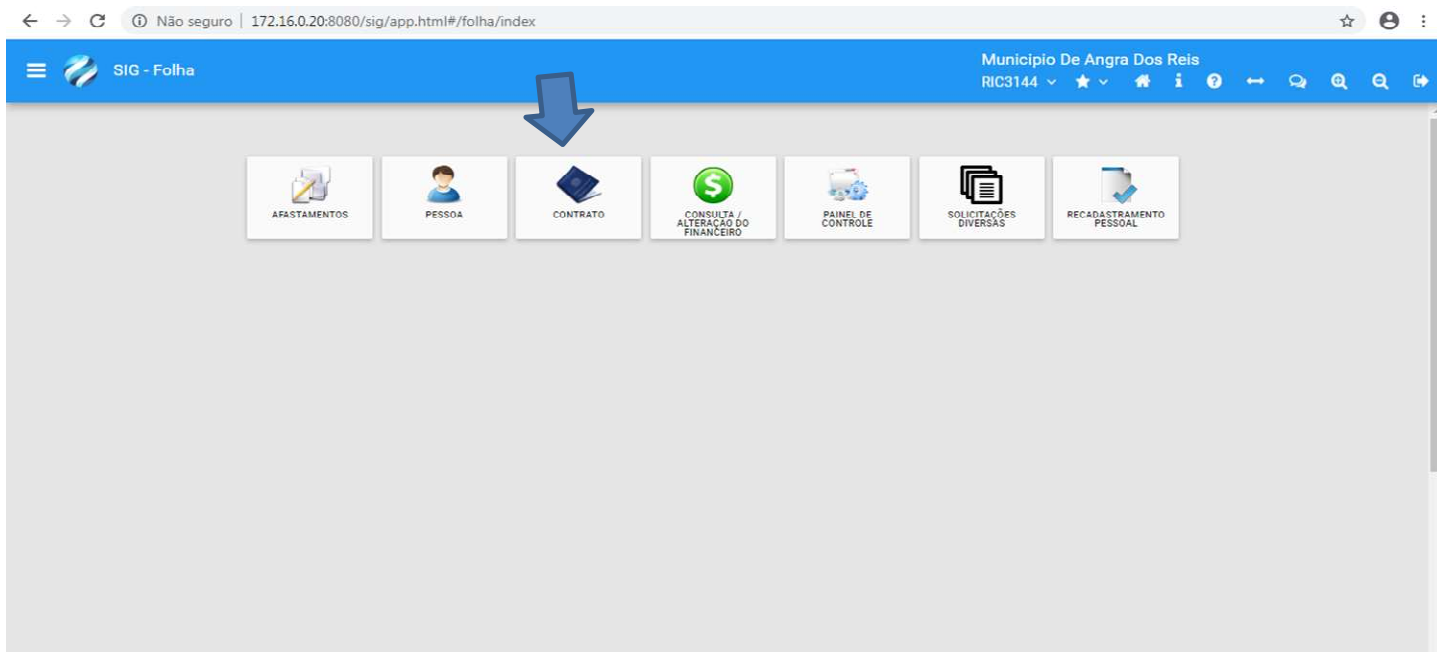 Não seguro | 172.16.0.20:8080/sig/app.html#/folha/index
SIG - Folha
Municipio De Angra Dos Reis
RIC3144
AFASTAMENTOS
PESSOA
CONTRATO
CONSULTA /
ALTERAÇÃO DO
FINANCEIRO
PAINEL DE
CONTROLE
SOLICITAÇÕES
DIVERSAS
RECADASTRAMENTO
PESSOAL